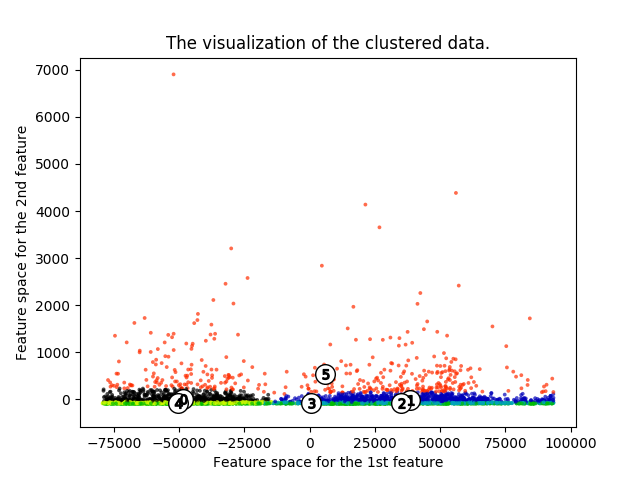 The visualization of the clustered data.
7000
6000
5000
4000
3000
2000
1000
0
Feature space for the 2nd feature
5
4 0 3 2 1
−75000 −50000 −25000 0 25000 50000 75000 100000
Feature space for the 1st feature